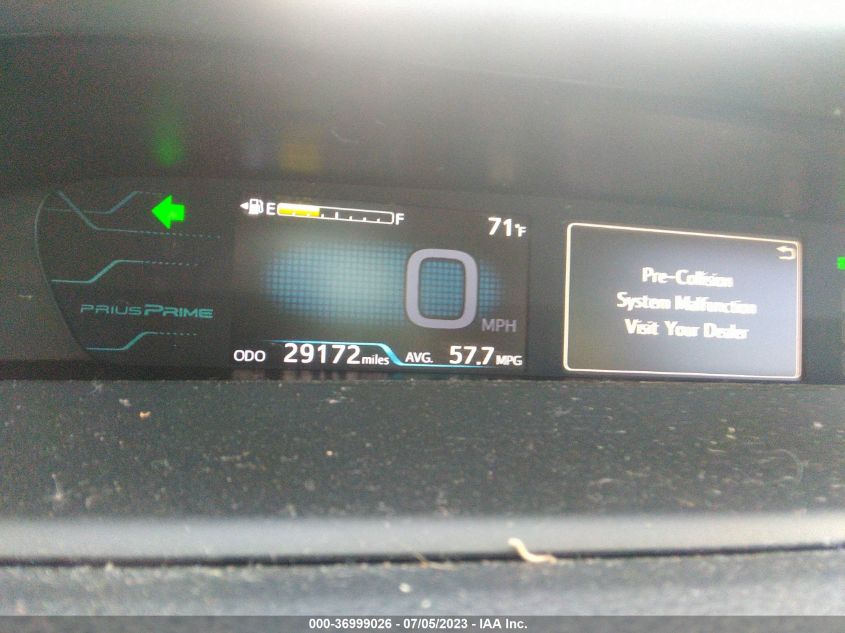 E F
71°F
0
MPH
PRIUS PRIME
ODO 29172 miles AVG. 57.7 MPG
Pre-Collision
System Malfunction
Visit Your Dealer
000-36999026 - 07/05/2023 - IAA Inc.